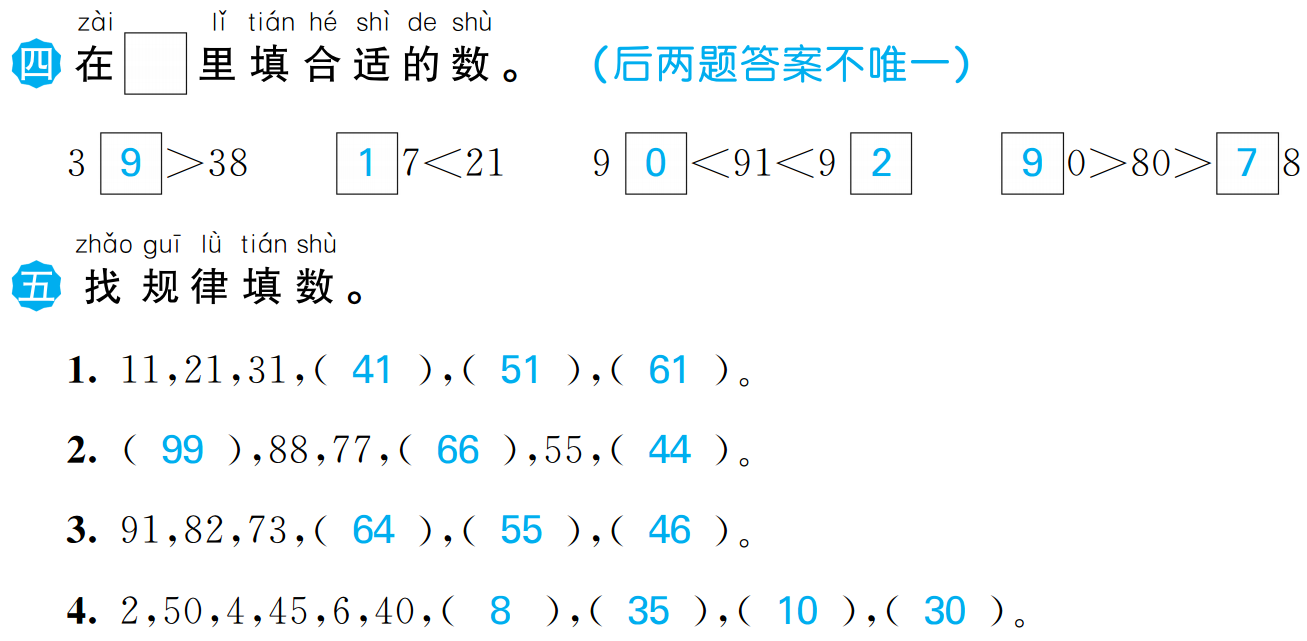 zài lǐ tián hé shì de shù
四 在 □ 里 填 合 适 的 数 。 (后两题答案不唯一)
3 9 >38 1 7<21 9 0 <91<9 2 9 0>80> 7 8
zhǎo guī lǜ tián shù
五 找 规 律 填 数 。
1. 11,21,31,( 41 ),( 51 ),( 61 )。
2. ( 99 ),88,77,( 66 ),55,( 44 )。
3. 91,82,73,( 64 ),( 55 ),( 46 )。
4. 2,50,4,45,6,40,( 8 ),( 35 ),( 10 ),( 30 )。